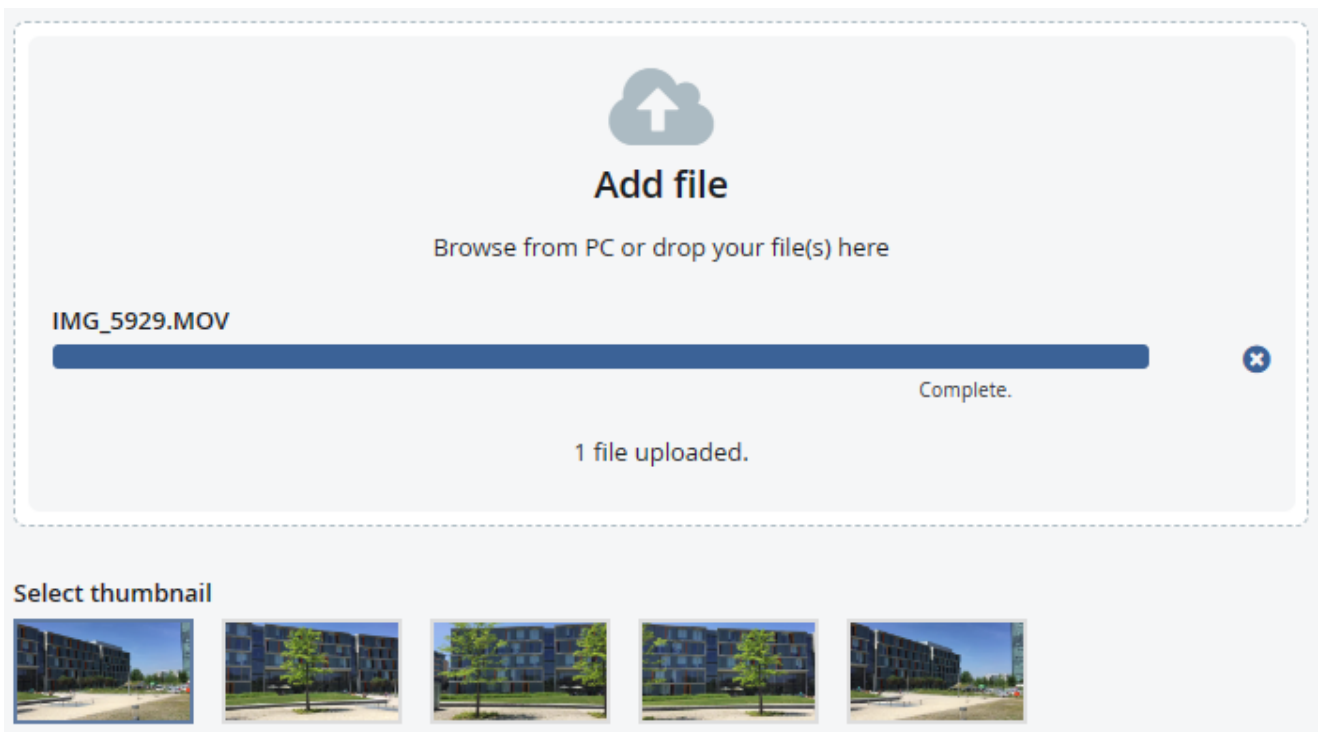 Add file
Browse from PC or drop your file(s) here
IMG_5929.MOV
Complete.
1 file uploaded.
Select thumbnail